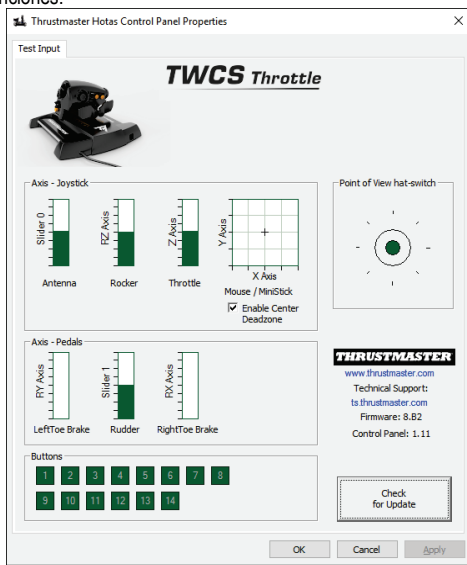 nciones.
Thrustmaster Hotas Control Panel Properties
Test Input
TWCS Throttle
Axis - Joystick
Slider 0
RZ Axis
Z Axis
Y Axis
X Axis
Antenna
Rocker
Throttle
Mouse / MiniStick
Enable Center
Deadzone
Point of View hat-switch
Axis - Pedals
RY Axis
Slider 1
RX Axis
LeftToe Brake
Rudder
RightToe Brake
THRUSTMASTER
www.thrustmaster.com
Technical Support:
ts.thrustmaster.com
Firmware: 8.B2
Control Panel: 1.11
Buttons
1 2 3 4 5 6 7 8
9 10 11 12 13 14
Check
for Update
OK Cancel Apply